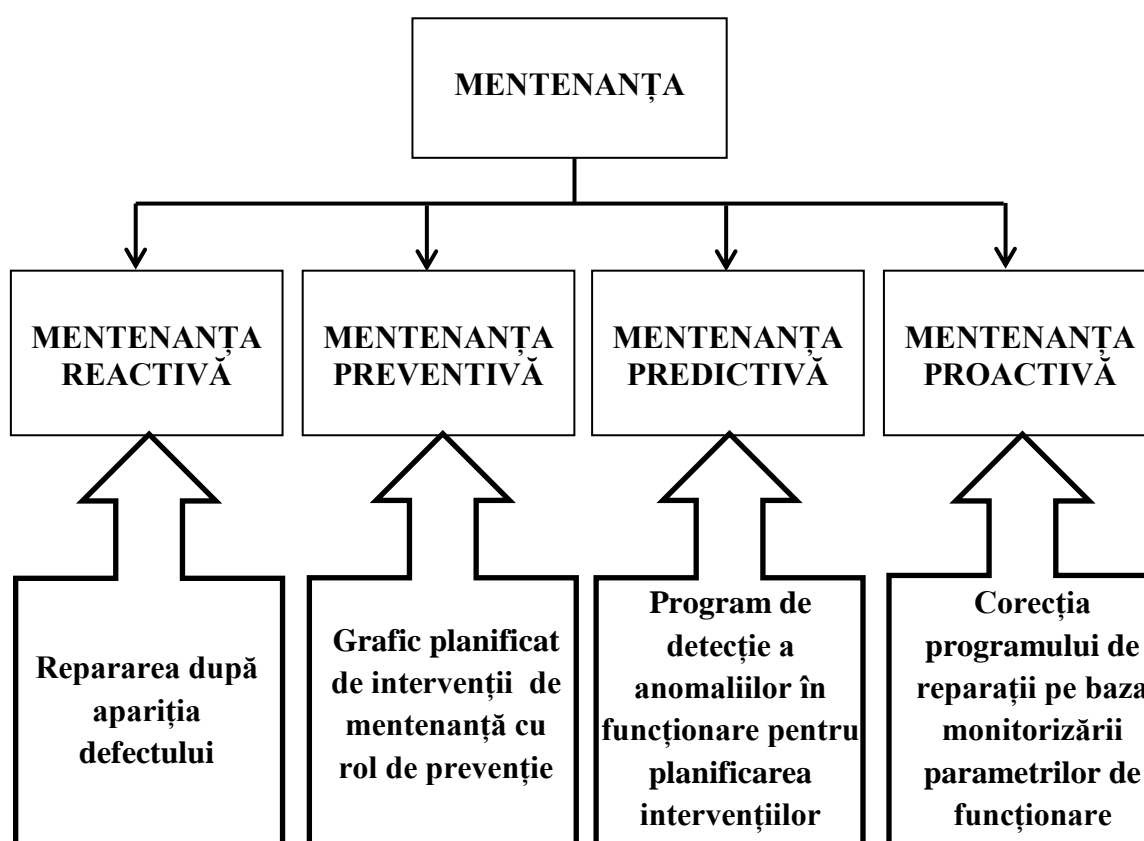 MENTENANȚA
MENTENANȚA
REACTIVĂ
MENTENANȚA
PREVENTIVĂ
MENTENANȚA
PREDICTIVĂ
MENTENANȚA
PROACTIVĂ
Repararea după
apariția
defectului
Grafic planificat
de intervenții de
mentenanță cu
rol de prevenție
Program de
detecție a
anomaliilor în
funcționare pentru
planificarea
intervențiilor
Corecția
programului de
reparații pe baza
monitorizării
parametrilor de
funcționare